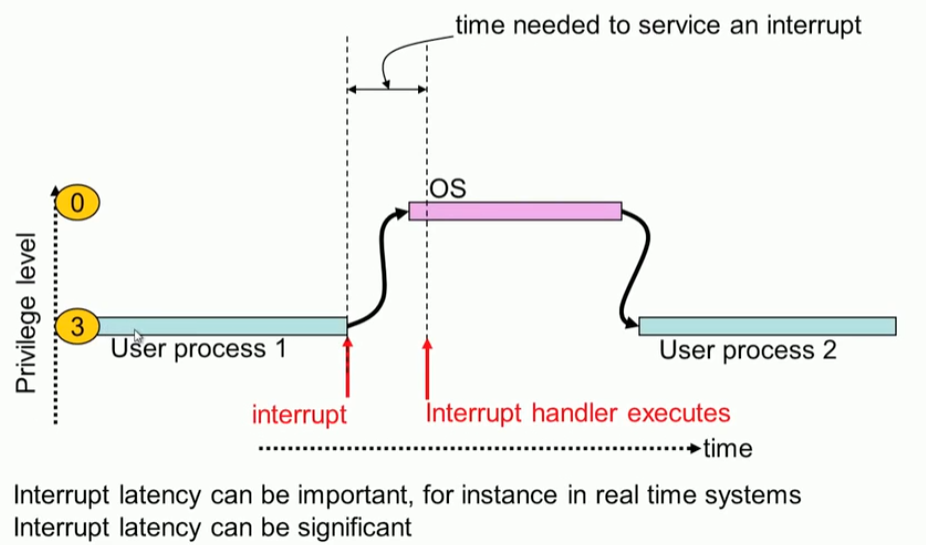 time needed to service an interrupt
OS
0
Privilege level
3
User process 1
User process 2
interrupt
Interrupt handler executes
time
Interrupt latency can be important, for instance in real time systems
Interrupt latency can be significant